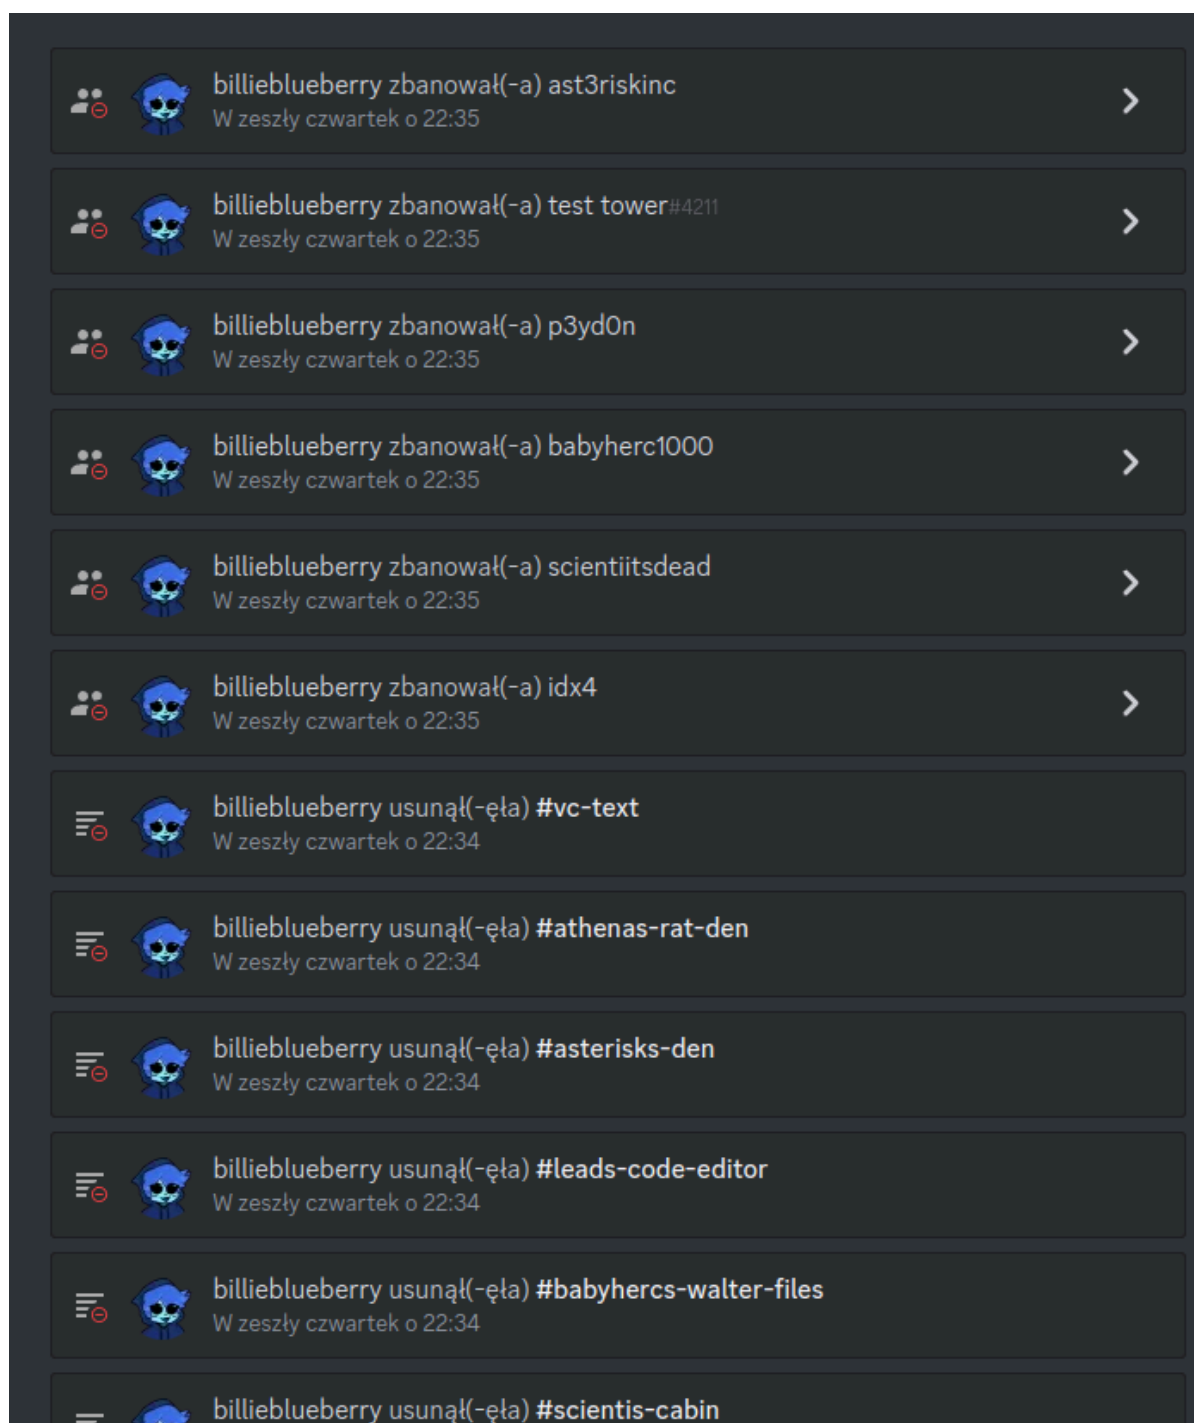 billieblueberry zbanował(-a) ast3riskinc
W zeszły czwartek o 22:35
billieblueberry zbanował(-a) test tower#4211
W zeszły czwartek o 22:35
billieblueberry zbanował(-a) p3yd0n
W zeszły czwartek o 22:35
billieblueberry zbanował(-a) babyherc1000
W zeszły czwartek o 22:35
billieblueberry zbanował(-a) scientiitsdead
W zeszły czwartek o 22:35
billieblueberry zbanował(-a) idx4
W zeszły czwartek o 22:35
billieblueberry usunął(-ęła) #vc-text
W zeszły czwartek o 22:34
billieblueberry usunął(-ęła) #athenas-rat-den
W zeszły czwartek o 22:34
billieblueberry usunął(-ęła) #asterisks-den
W zeszły czwartek o 22:34
billieblueberry usunął(-ęła) #leads-code-editor
W zeszły czwartek o 22:34
billieblueberry usunął(-ęła) #babyhercs-walter-files
W zeszły czwartek o 22:34
billieblueberry usunął(-ęła) #scientis-cabin